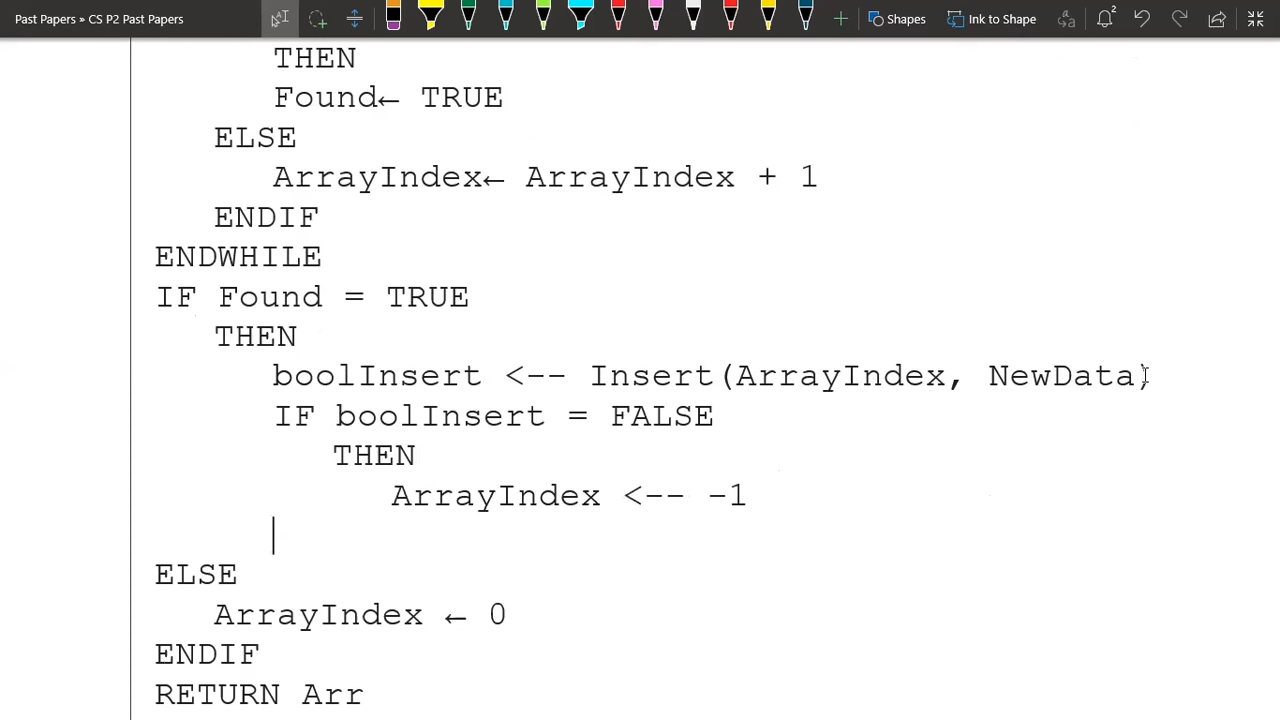 Past Papers » CS P2 Past Papers
Shapes
Ink to Shape
2
THEN
Found← TRUE
ELSE
ArrayIndex← ArrayIndex + 1
ENDIF
ENDWHILE
IF Found = TRUE
THEN
boolInsert <-- Insert(ArrayIndex, NewData)
IF boolInsert = FALSE
THEN
ArrayIndex <-- -1
ELSE
ArrayIndex ← 0
ENDIF
RETURN Arr